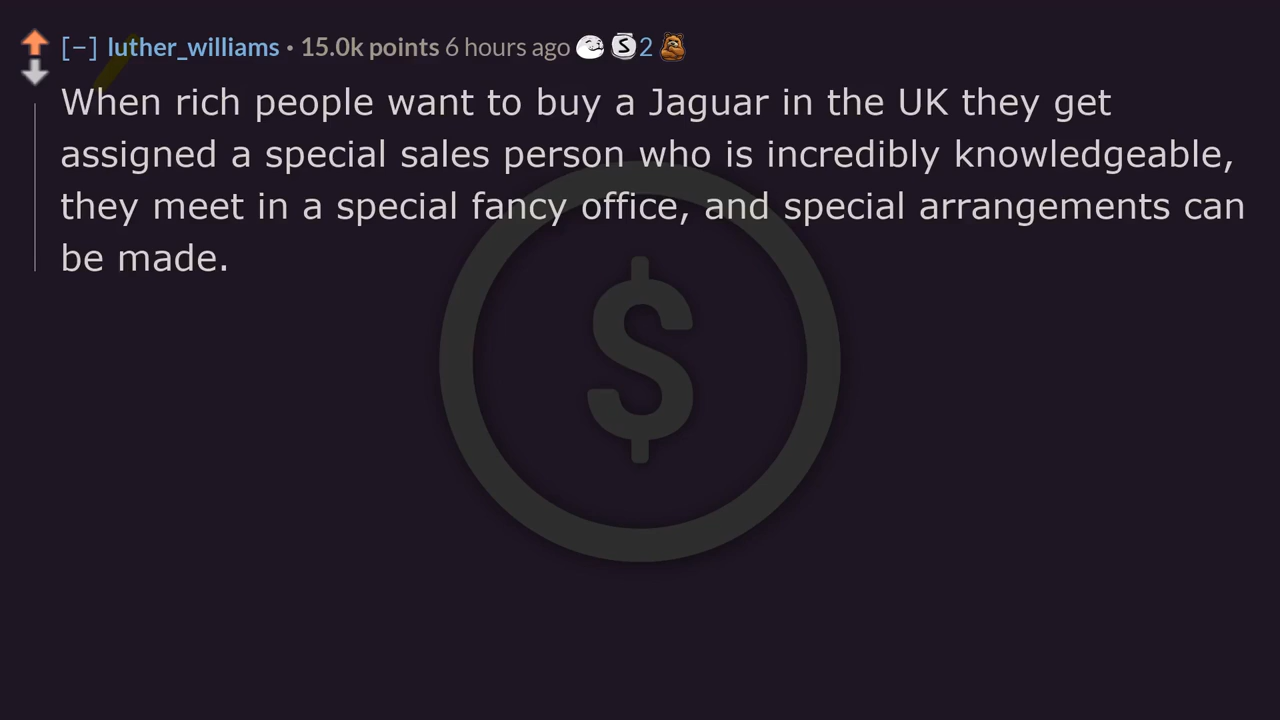 [−] luther_williams · 15.0k points 6 hours ago S 2
When rich people want to buy a Jaguar in the UK they get
assigned a special sales person who is incredibly knowledgeable,
they meet in a special fancy office, and special arrangements can
be made.
$